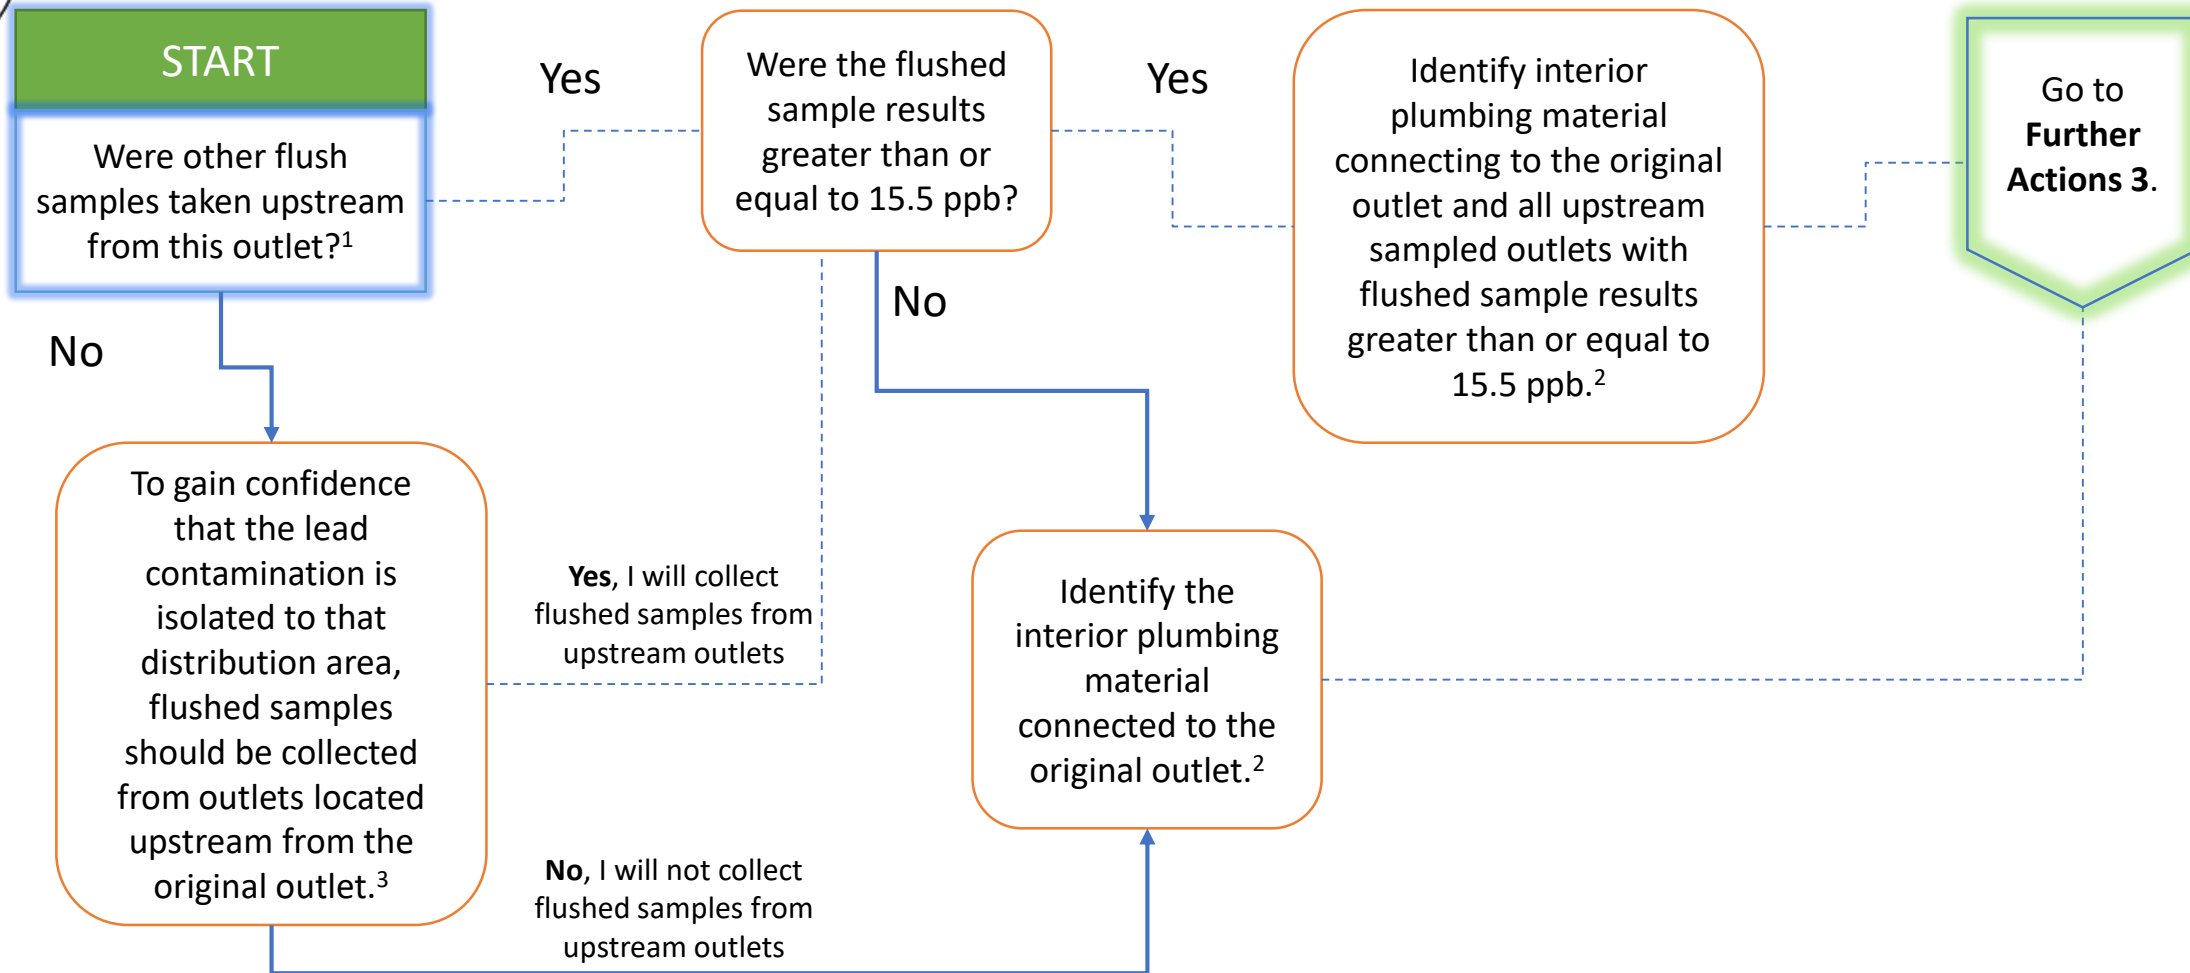 START
Were other flush
samples taken upstream
from this outlet?1
Yes
Were the flushed
sample results
greater than or
equal to 15.5 ppb?
Yes
Identify interior
plumbing material
connecting to the original
outlet and all upstream
sampled outlets with
flushed sample results
greater than or equal to
15.5 ppb.2
Go to
Further
Actions 3.
No
No
To gain confidence
that the lead
contamination is
isolated to that
distribution area,
flushed samples
should be collected
from outlets located
upstream from the
original outlet.3
Yes, I will collect
flushed samples from
upstream outlets
Identify the
interior plumbing
material
connected to the
original outlet.2
No, I will not collect
flushed samples from
upstream outlets